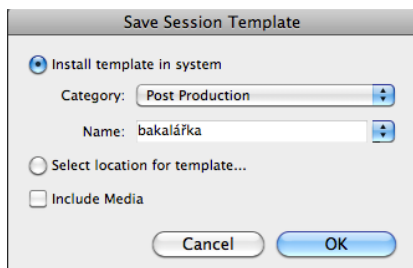 Save Session Template
Install template in system
Category: Post Production
Name: bakalářka
Select location for template...
Include Media
Cancel OK